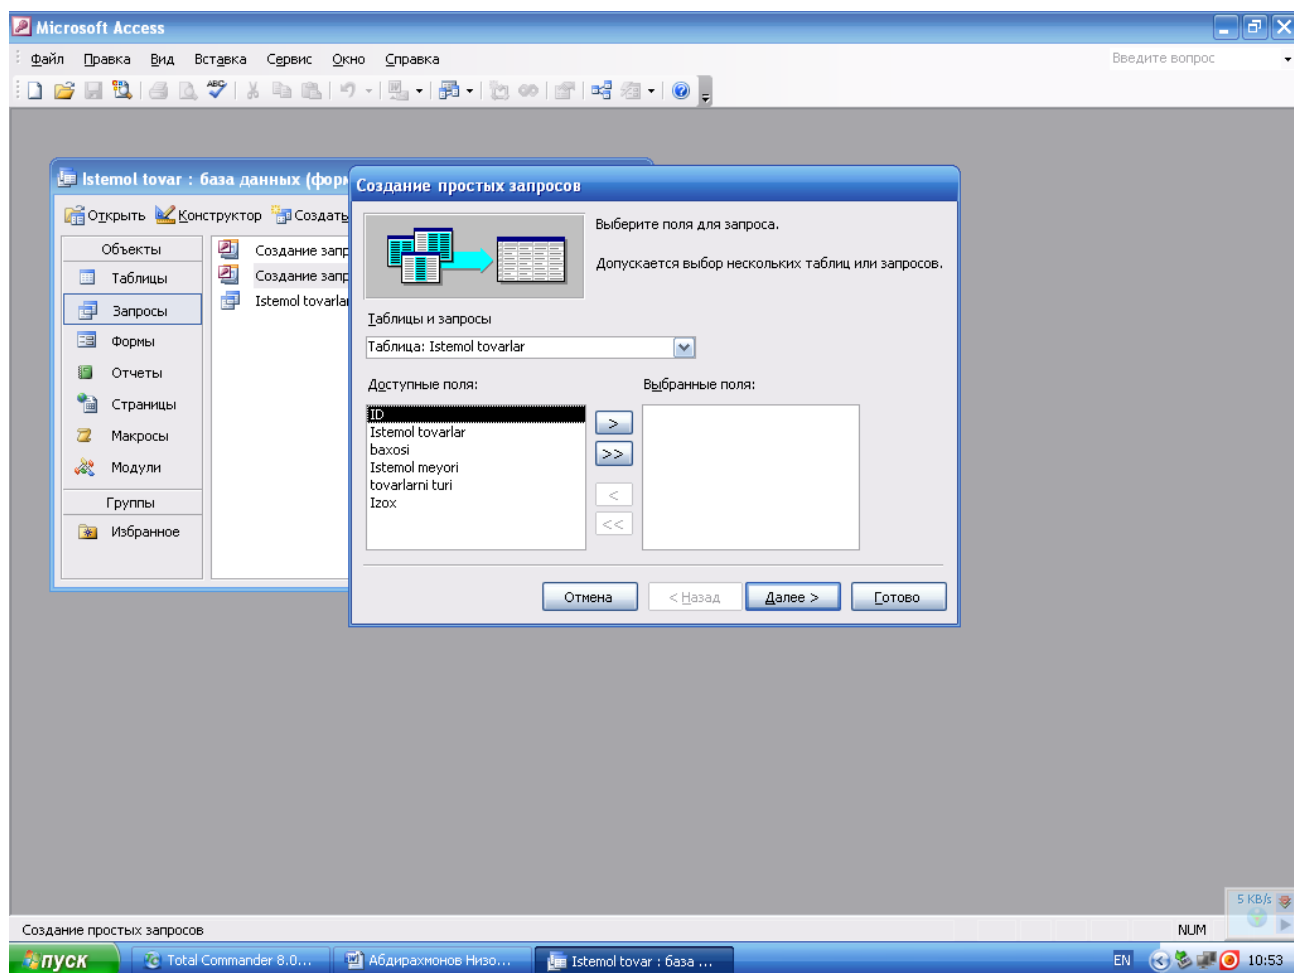 Microsoft Access
Файл Правка Вид Вставка Сервис Окно Справка Введите вопрос
Istemol tovar : база данных (форм
Открыть Конструктор Создать
Объекты
Таблицы
Запросы
Формы
Отчеты
Страницы
Макросы
Модули
Группы
Избранное
Создание запр
Создание запр
Istemol tovarlar
Создание простых запросов
Выберите поля для запроса.
Допускается выбор нескольких таблиц или запросов.
Таблицы и запросы
Таблица: Istemol tovarlar
Доступные поля: Выбранные поля:
ID
Istemol tovarlar
baxosi
Istemol meyori
tovarlarni turi
Izox
>
>>
<
<<
Отмена < Назад Далее > Готово
5 KB/s
Создание простых запросов NUM
пуск Total Commander 8.0... Абдирахмонов Низо... Istemol tovar : база ... EN 10:53